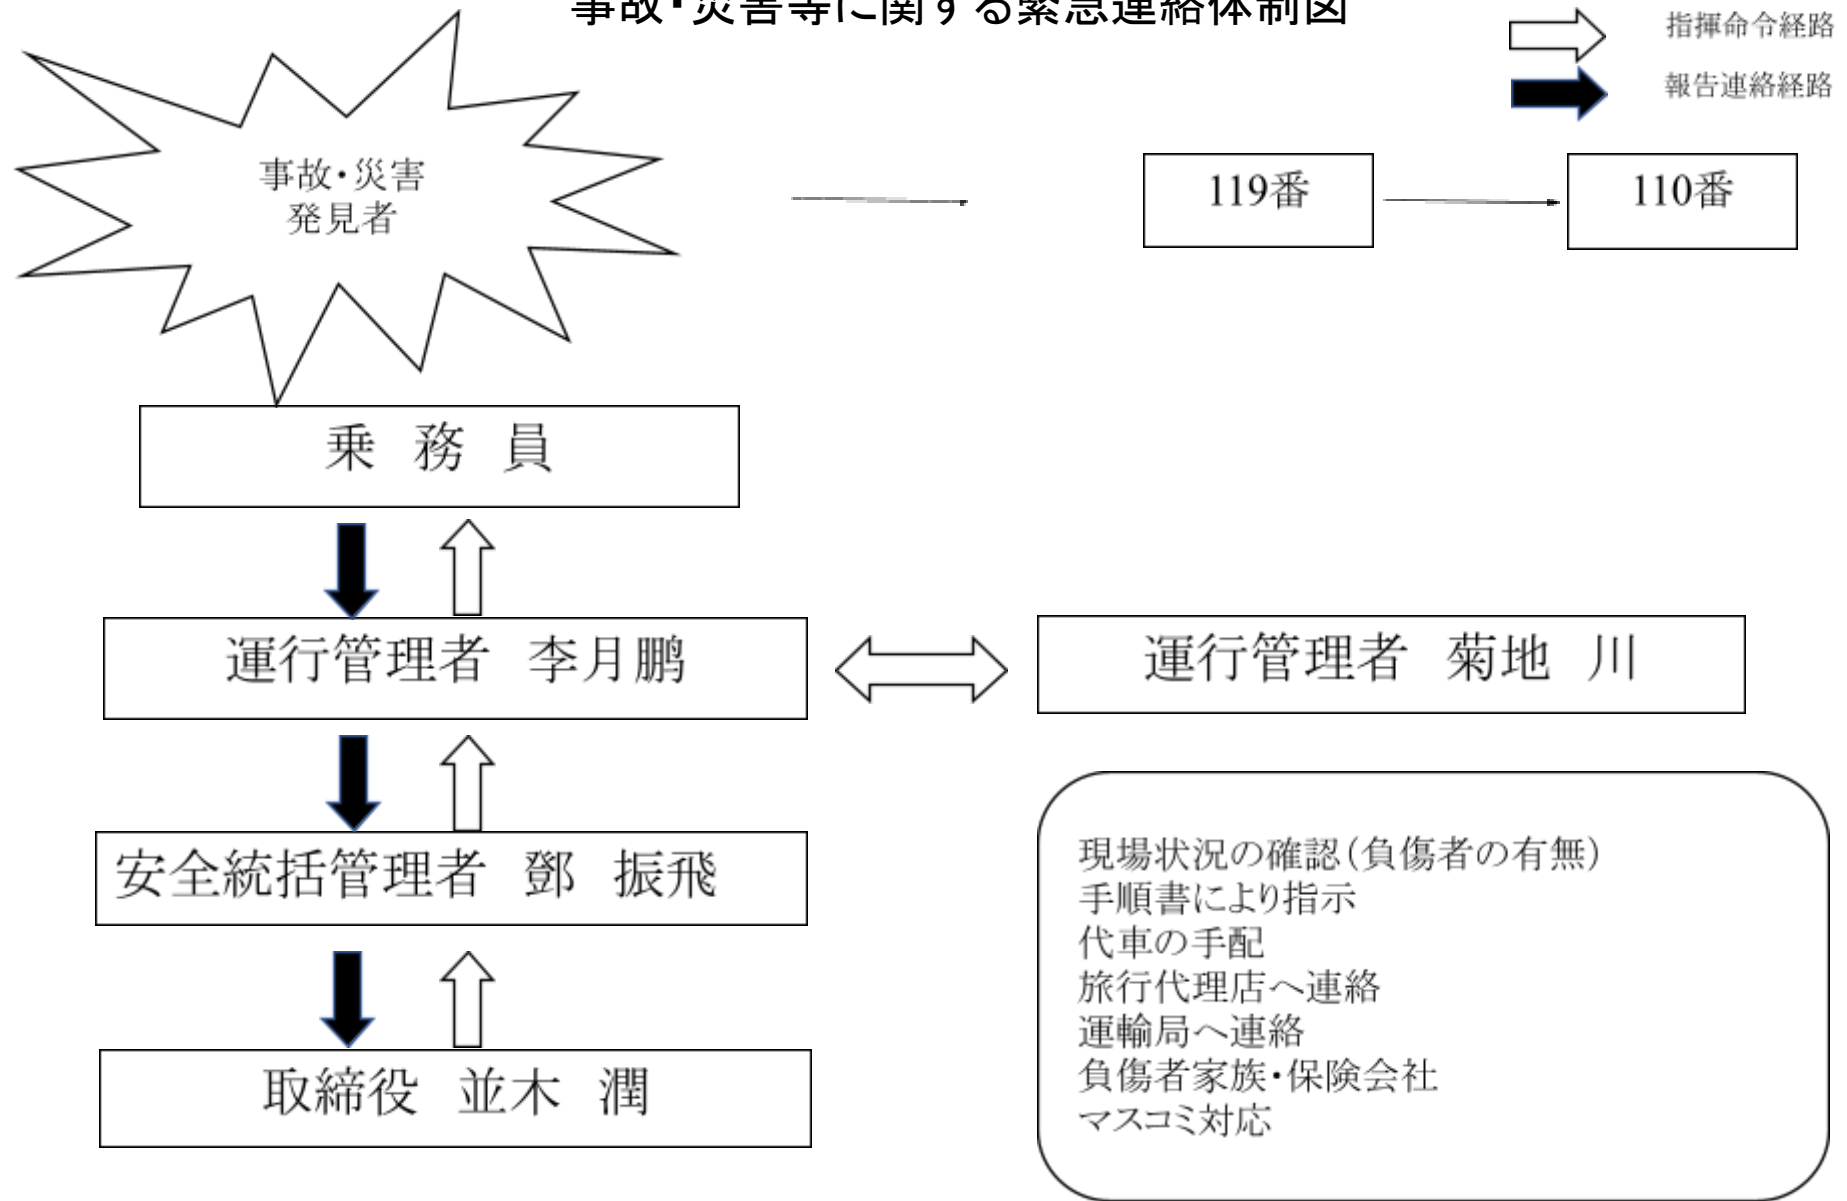 事故・災害等に関する緊急連絡体制図
指揮命令経路
報告連絡経路
事故・災害
発見者
119番
110番
乗 務 員
運行管理者 李月鹏
運行管理者 菊地 川
安全統括管理者 鄧 振飛
取締役 並木 潤
現場状況の確認(負傷者の有無)
手順書により指示
代車の手配
旅行代理店へ連絡
運輸局へ連絡
負傷者家族・保険会社
マスコミ対応